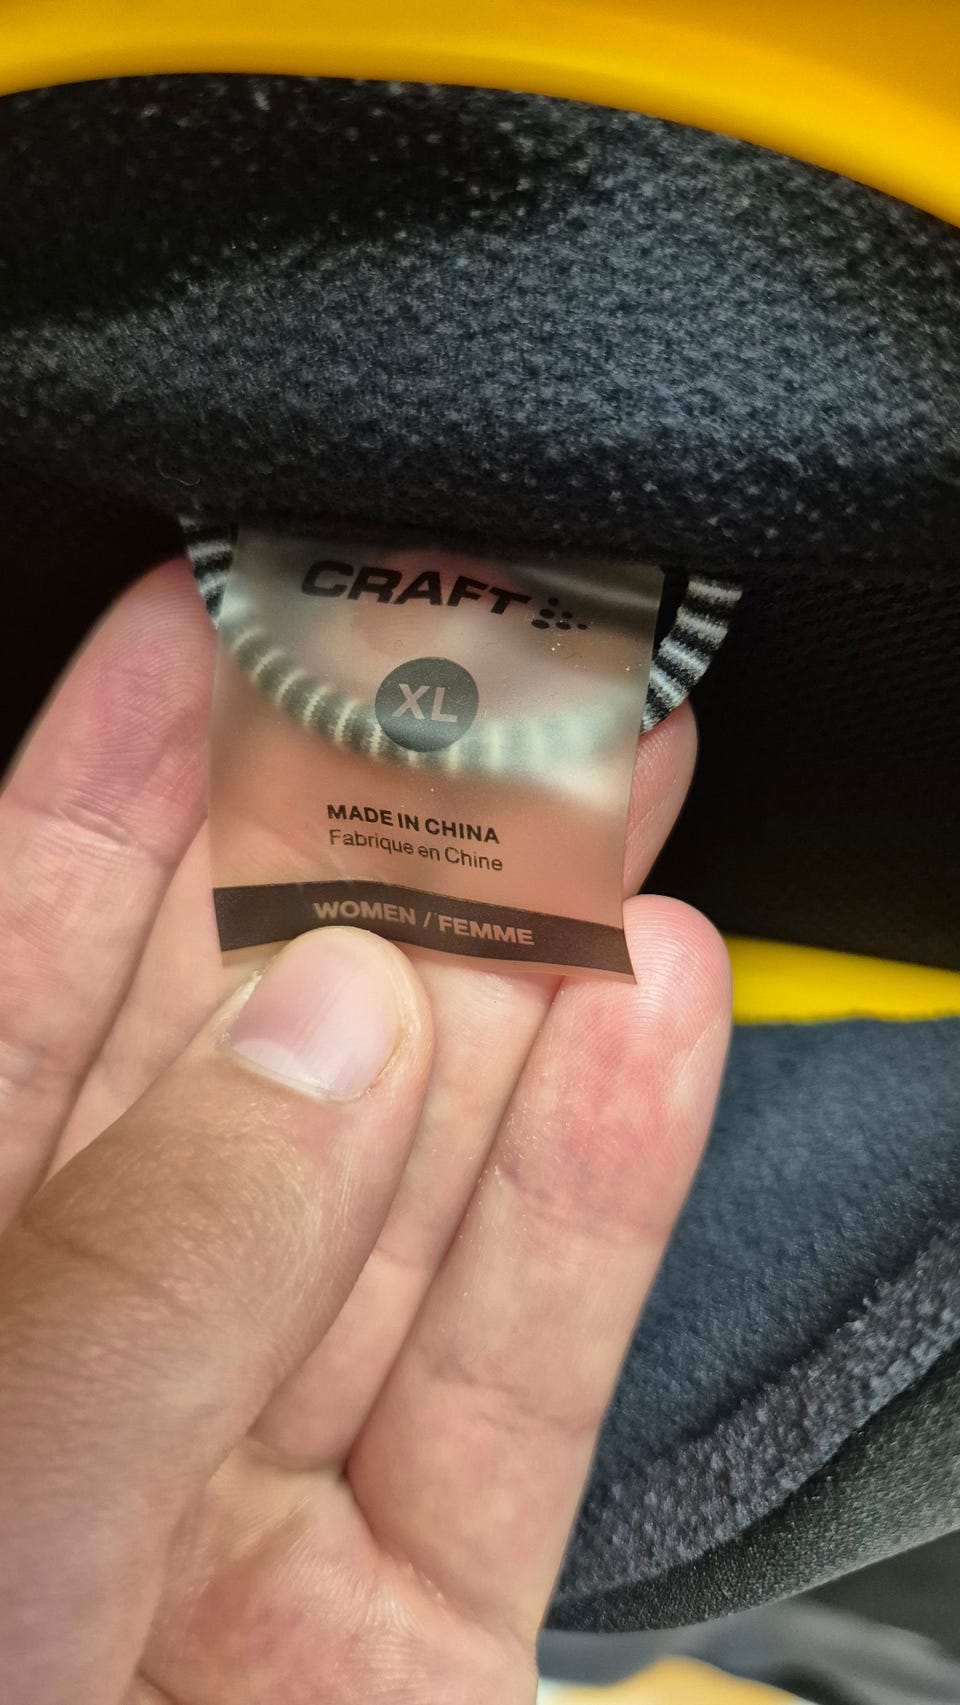 CRAFT
XL
MADE IN CHINA
Fabrique en Chine
WOMEN / FEMME